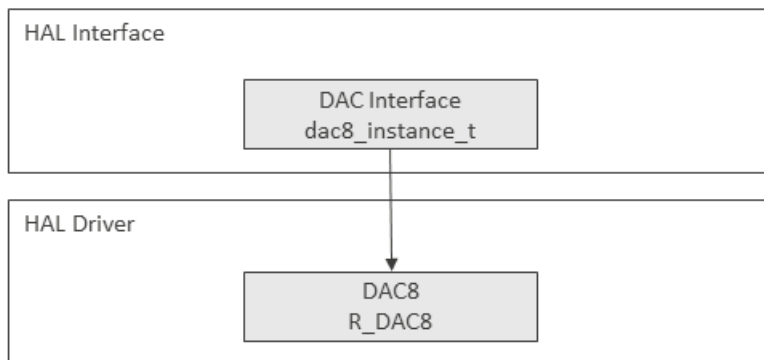 HAL Interface
DAC Interface
dac8_instance_t
HAL Driver
DAC8
R_DAC8